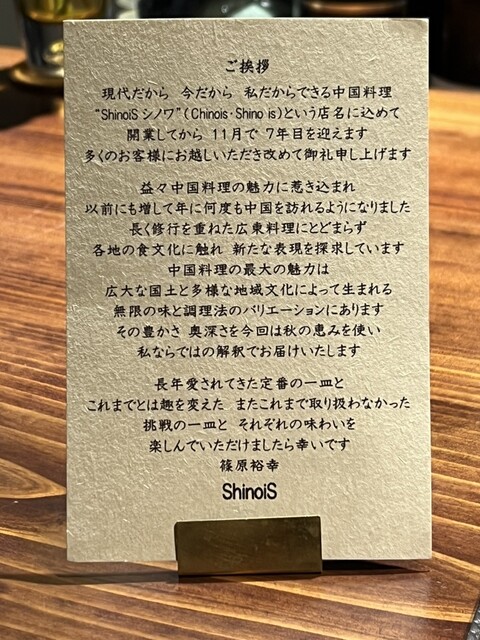 ご挨拶
現代だから 今だから 私だからできる中国料理
“ShinoiS シノワ”(Chinois·Shino is)という店名に込めて
開業してから 11月で 7年目を迎えます
多くのお客様にお越しいただき改めて御礼申し上げます
益々中国料理の魅力に惹き込まれ
以前にも増して年に何度も中国を訪れるようになりました
長く修行を重ねた広東料理にとどまらず
各地の食文化に触れ 新たな表現を探求しています
中国料理の最大の魅力は
広大な国土と多様な地域文化によって生まれる
無限の味と調理法のバリエーションにあります
その豊かさ 奥深さを今回は秋の恵みを使い
私ならではの解釈でお届けいたします
長年愛されてきた定番の一皿と
これまでとは趣を変えた またこれまで取り扱わなかった
挑戦の一皿と それぞれの味わいを
楽しんでいただけましたら幸いです
篠原裕幸
ShinoiS